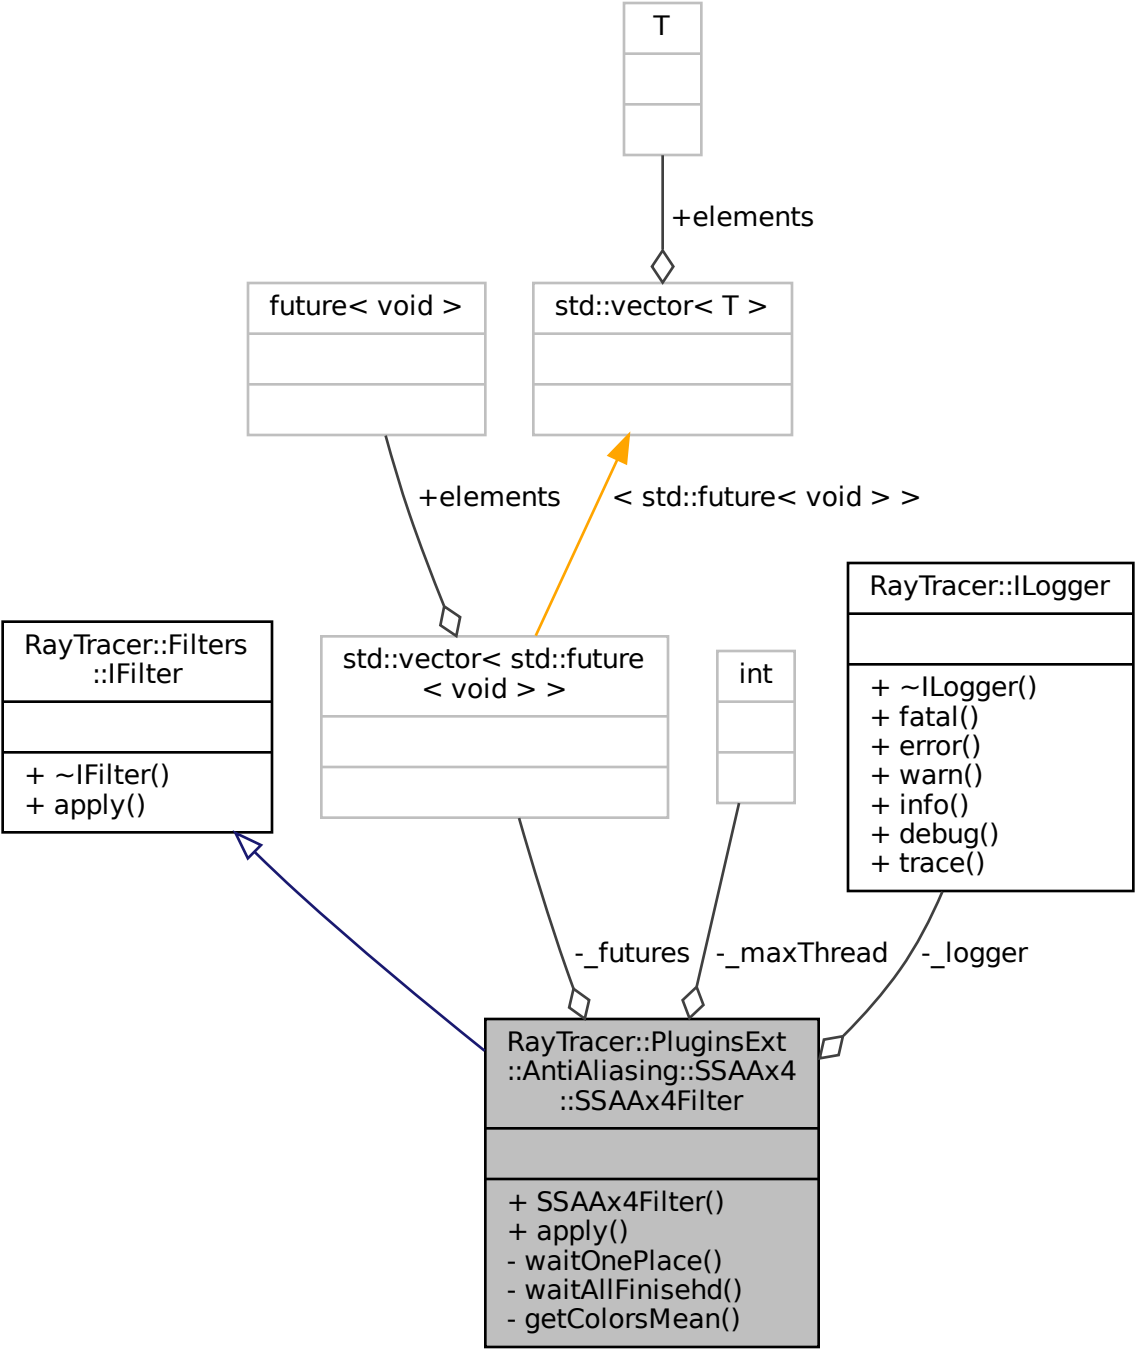 T
+elements
future< void >
std::vector< T >
+elements
< std::future< void > >
RayTracer::ILogger
+ ~ILogger()
+ fatal()
+ error()
+ warn()
+ info()
+ debug()
+ trace()
RayTracer::Filters
::IFilter
+ ~IFilter()
+ apply()
std::vector< std::future
< void > >
int
-_futures
-_maxThread
-_logger
RayTracer::PluginsExt
::AntiAliasing::SSAAx4
::SSAAx4Filter
+ SSAAx4Filter()
+ apply()
- waitOnePlace()
- waitAllFinisehd()
- getColorsMean()